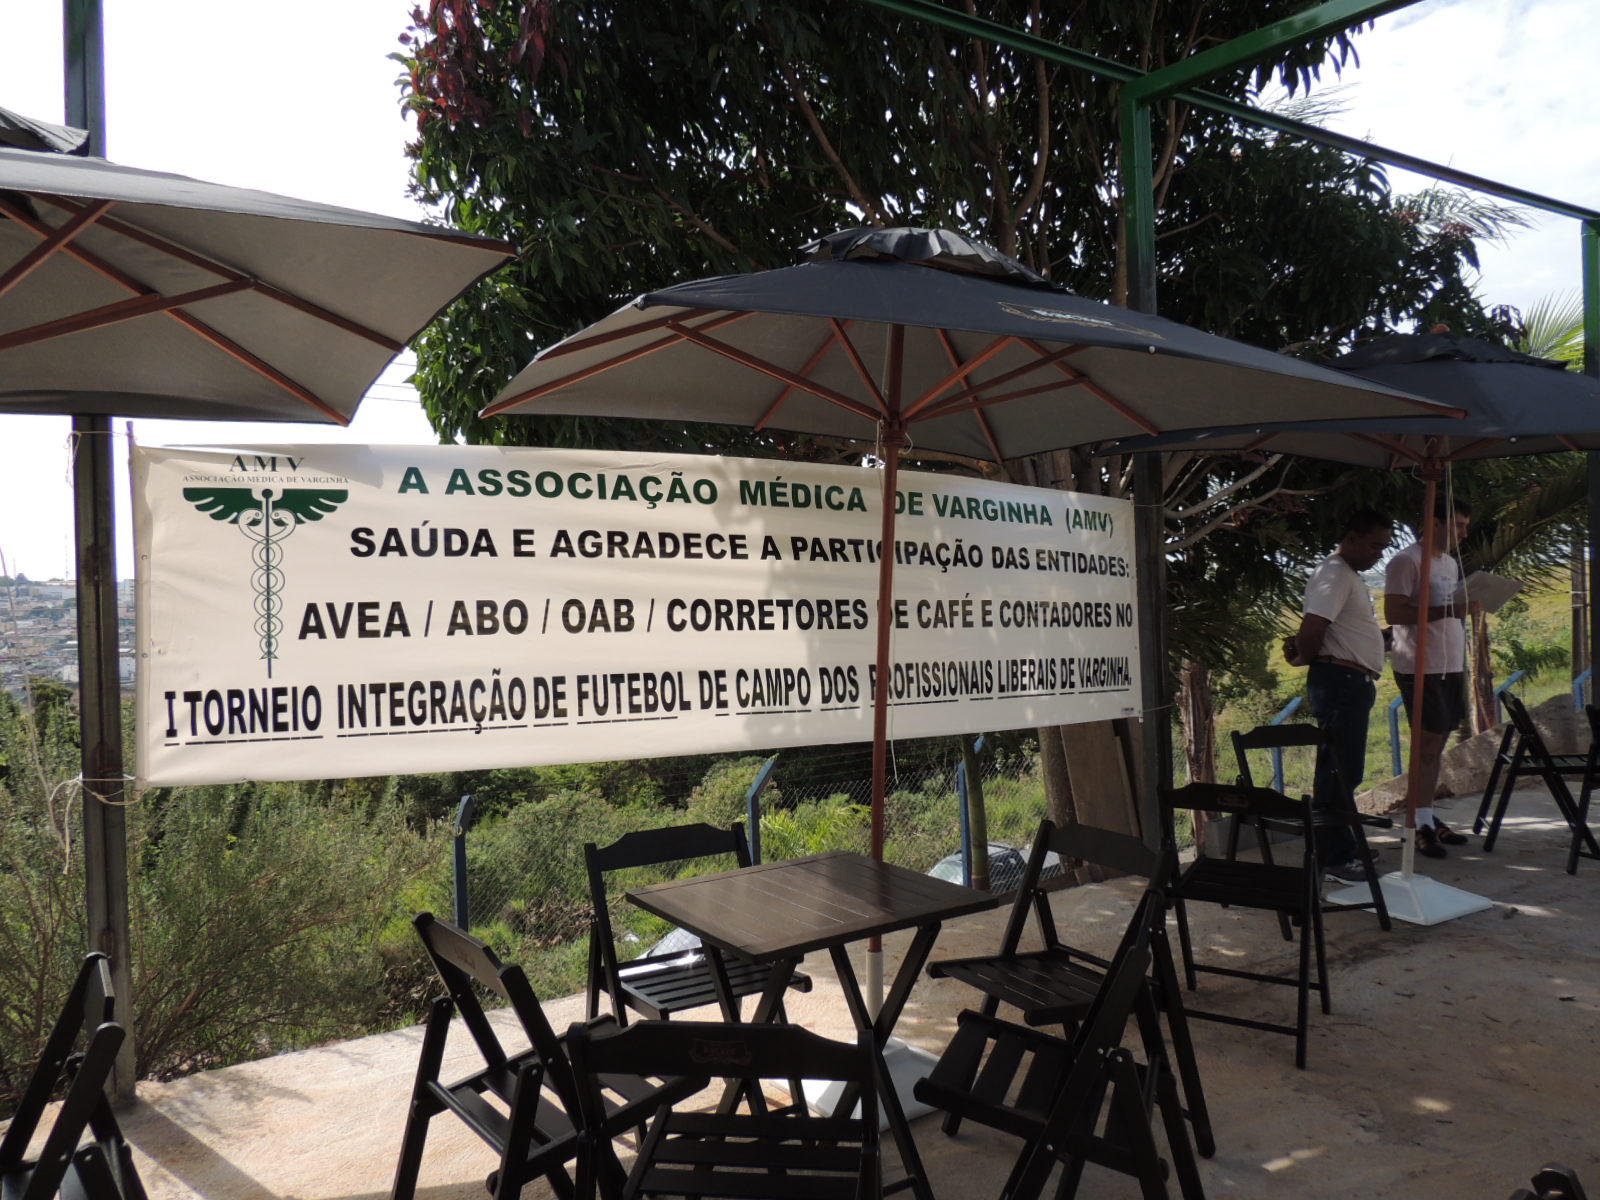 AMV
ASSOCIAÇÃO MÉDICA DE VARGINHA
A ASSOCIAÇÃO MÉDICA DE VARGINHA (AMV)
SAÚDA E AGRADECE A PARTICIPAÇÃO DAS ENTIDADES:
AVEA / ABO / OAB / CORRETORES DE CAFÉ E CONTADORES NO
I TORNEIO INTEGRAÇÃO DE FUTEBOL DE CAMPO DOS PROFISSIONAIS LIBERAIS DE VARGINHA.